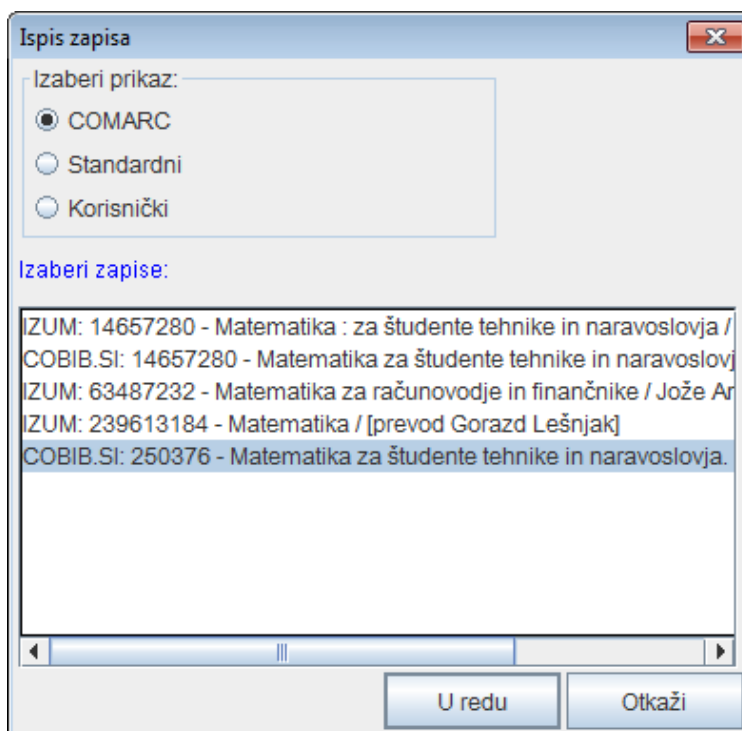 Ispis zapisa
Izaberi prikaz:
COMARC
Standardni
Korisnički
Izaberi zapise:
IZUM: 14657280 - Matematika : za študente tehnike in naravoslovja /
COBIB.SI: 14657280 - Matematika za študente tehnike in naravoslovj
IZUM: 63487232 - Matematika za računovodje in finančnike / Jože Ar
IZUM: 239613184 - Matematika / [prevod Gorazd Lešnjak]
COBIB.SI: 250376 - Matematika za študente tehnike in naravoslovja.
U redu Otkaži